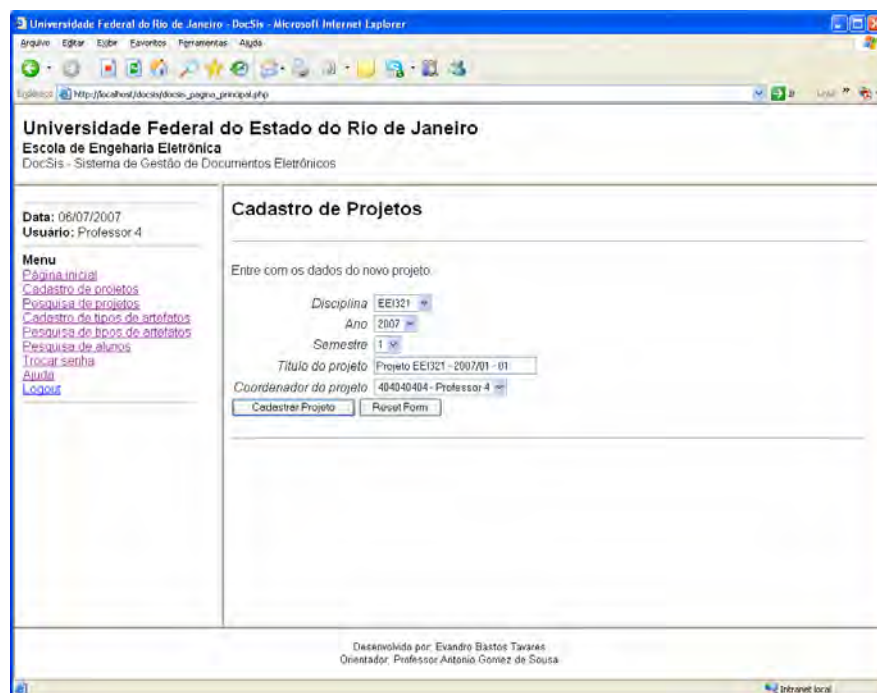 Universidade Federal do Rio de Janeiro - DocSis - Microsoft Internet Explorer
Arquivo Editar Exibir Favoritos Ferramentas Ajuda
http://localhost/docsis/docsis_pagina_principal.php
Universidade Federal do Estado do Rio de Janeiro
Escola de Engeharia Eletrônica
DocSis - Sistema de Gestão de Documentos Eletrônicos
Data: 06/07/2007
Usuário: Professor 4
Menu
Página inicial
Cadastro de projetos
Pesquisa de projetos
Cadastro de tipos de artefatos
Pesquisa de tipos de artefatos
Pesquisa de alunos
Trocar senha
Ajuda
Logout
Cadastro de Projetos
Entre com os dados do novo projeto.
Disciplina EEI321
Ano 2007
Semestre 1
Título do projeto Projeto EEI321 - 2007/01 - 01
Coordenador do projeto 404040404 - Professor 4
Cadastrar Projeto Reset Form
Desenvolvido por: Evandro Bastos Tavares
Orientador: Professor Antonio Gomez de Sousa
Intranet local